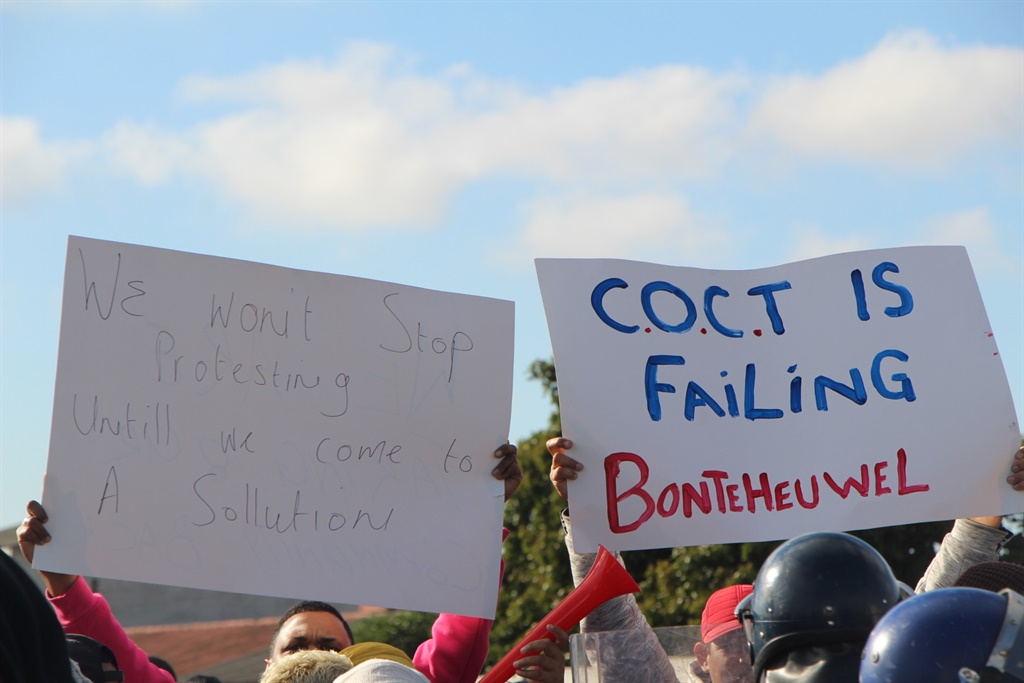 We won't Stop
Protesting
Untill we come to
A Sollution
C.O.C.T IS
FAiLiNG
BONTEHEUWEL